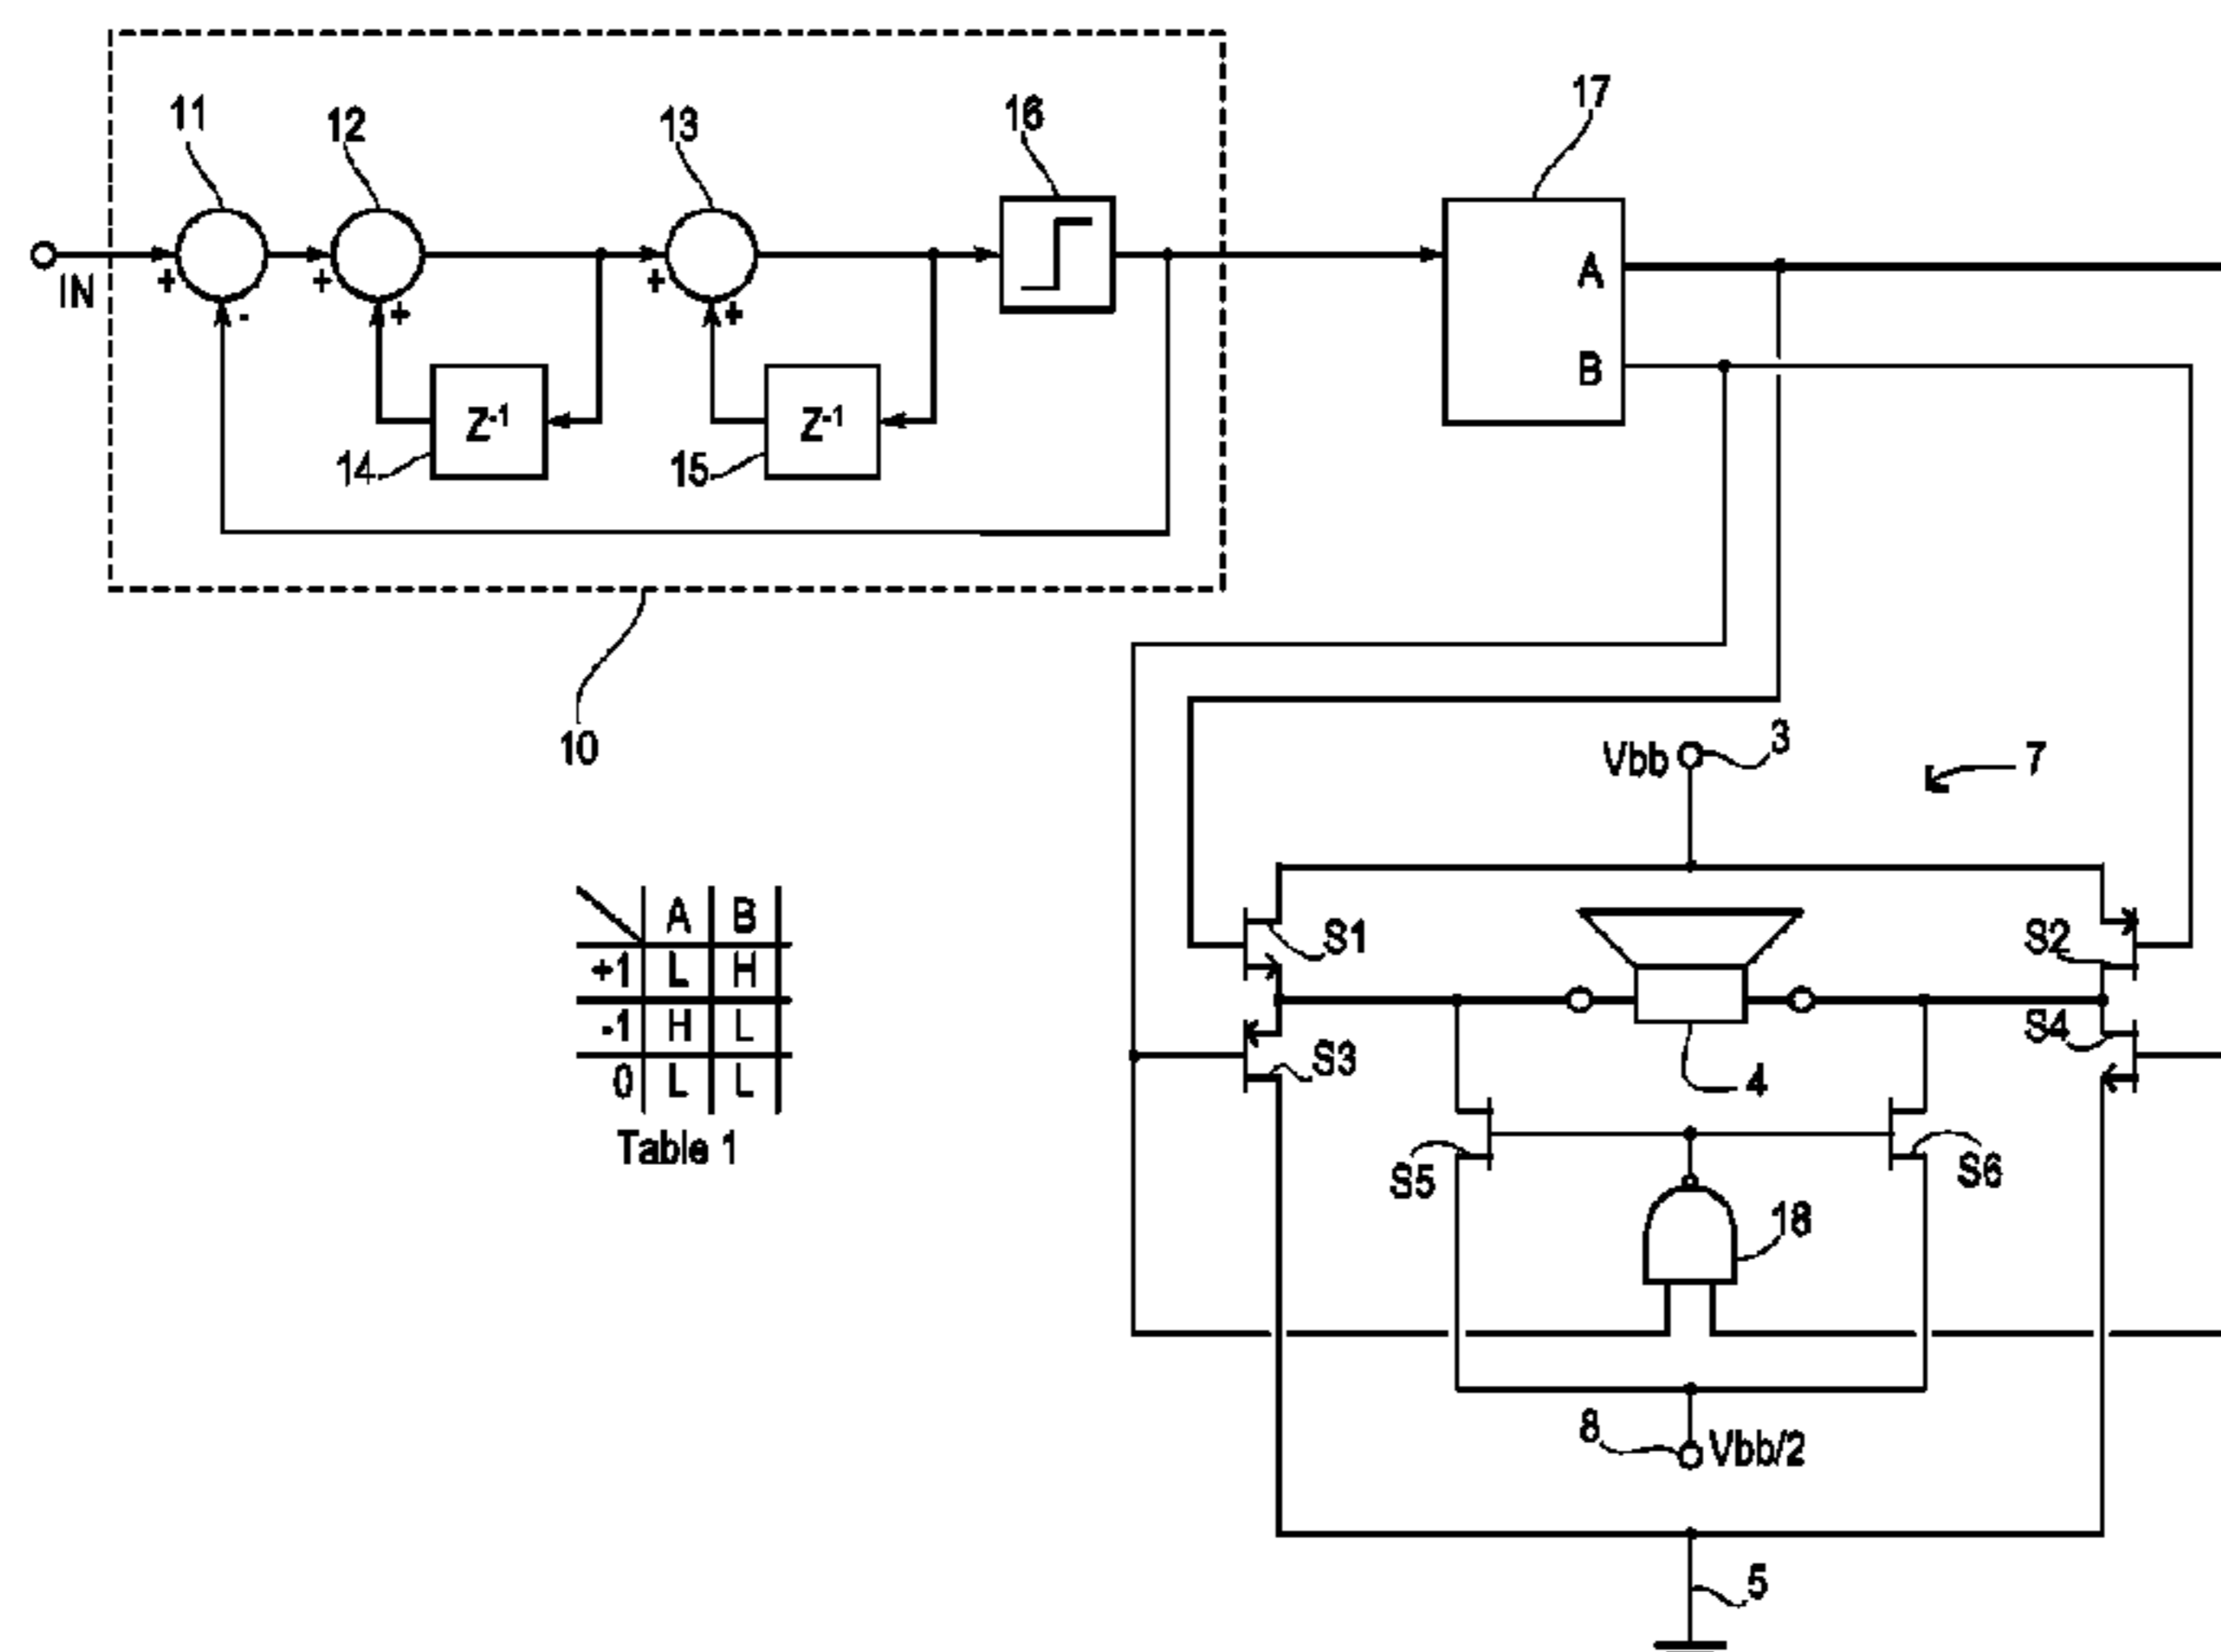 11
12
13
16
17
IN
+
-
+
+
+
+
A
B
Z-1
Z-1
14
15
10
Vbb
3
7
A B
+1 L H
-1 H L
0 L L
Table 1
S1
S2
S3
S4
4
S5
S6
18
8
Vbb/2
5